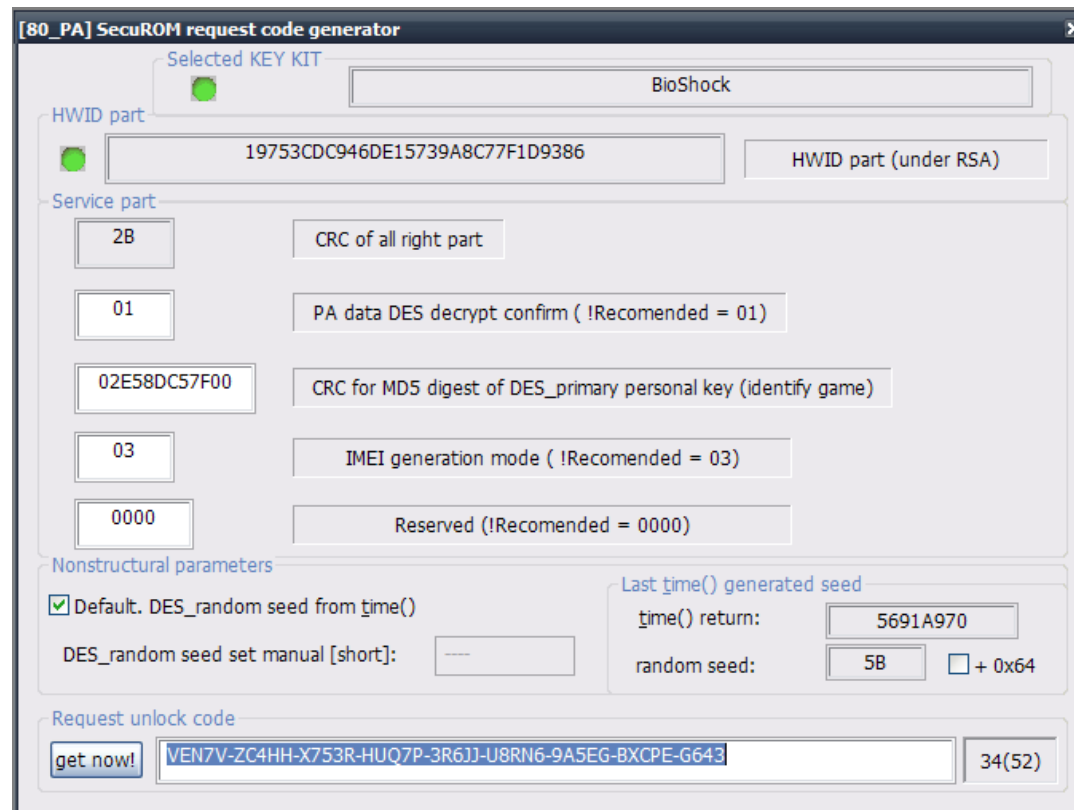 [80_PA] SecuROM request code generator
Selected KEY KIT
BioShock
HWID part
19753CDC946DE15739A8C77F1D9386
HWID part (under RSA)
Service part
2B
CRC of all right part
01
PA data DES decrypt confirm ( !Recomended = 01)
02E58DC57F00
CRC for MD5 digest of DES_primary personal key (identify game)
03
IMEI generation mode ( !Recomended = 03)
0000
Reserved (!Recomended = 0000)
Nonstructural parameters
Default. DES_random seed from time()
DES_random seed set manual [short]:
----
Last time() generated seed
time() return:
5691A970
random seed:
5B
+ 0x64
Request unlock code
get now!
VEN7V-ZC4HH-X753R-HUQ7P-3R6JJ-U8RN6-9A5EG-BXCPE-G643
34(52)